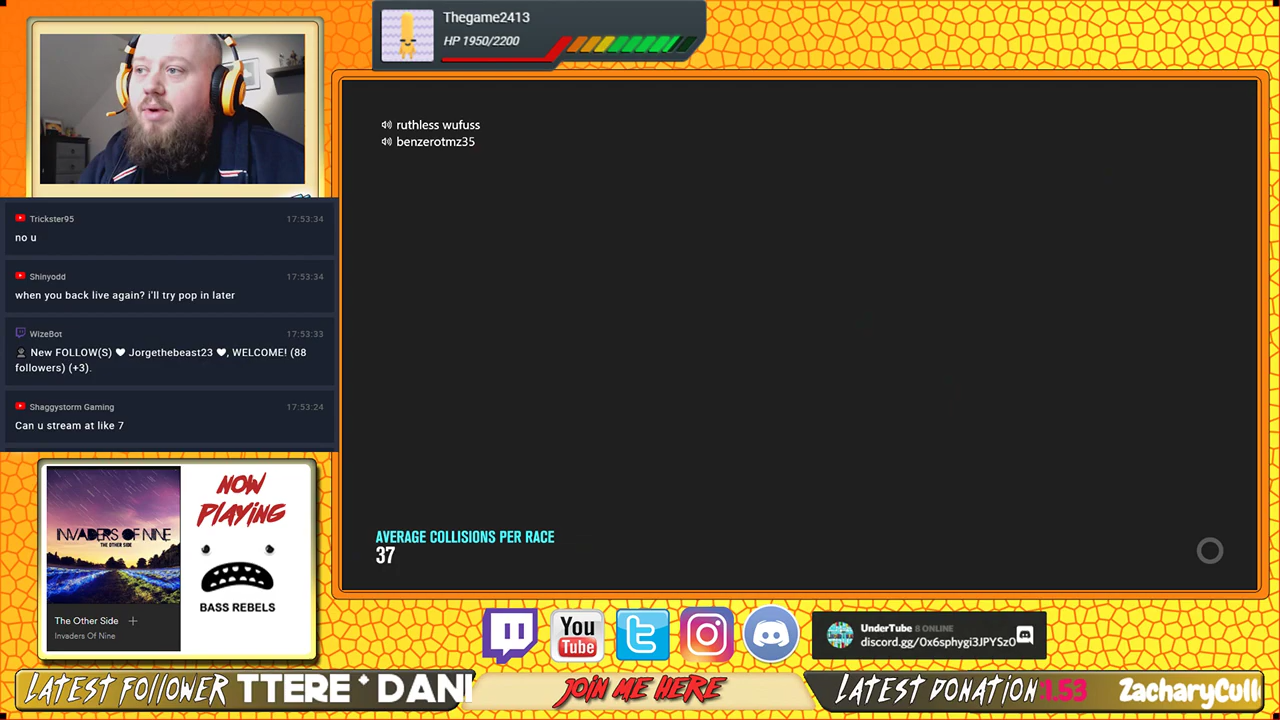 Thegame2413
HP 1950/2200
ruthless wufuss
benzerotmz35
Trickster95 17:53:34
no u
Shinyodd 17:53:34
when you back live again? i'll try pop in later
WizeBot 17:53:33
New FOLLOW(S) ♥ Jorgethebeast23 ♥, WELCOME! (88
followers) (+3).
Shaggystorm Gaming 17:53:24
Can u stream at like 7
INVADERS OF NINE
THE OTHER SIDE
The Other Side +
Invaders Of Nine
NOW
PLAYING
BASS REBELS
AVERAGE COLLISIONS PER RACE
37
You
Tube
UnderTube 8 ONLINE
discord.gg/0x6sphygi3JPYSz0
LATEST FOLLOWER TTERE * DANI
JOIN ME HERE
LATEST DONATION 1.53 ZacharyCull